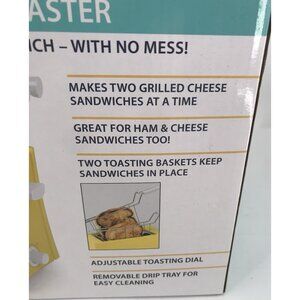 ASTER
ICH – WITH NO MESS!
MAKES TWO GRILLED CHEESE
SANDWICHES AT A TIME
GREAT FOR HAM & CHEESE
SANDWICHES TOO!
TWO TOASTING BASKETS KEEP
SANDWICHES IN PLACE
ADJUSTABLE TOASTING DIAL
REMOVABLE DRIP TRAY FOR
EASY CLEANING